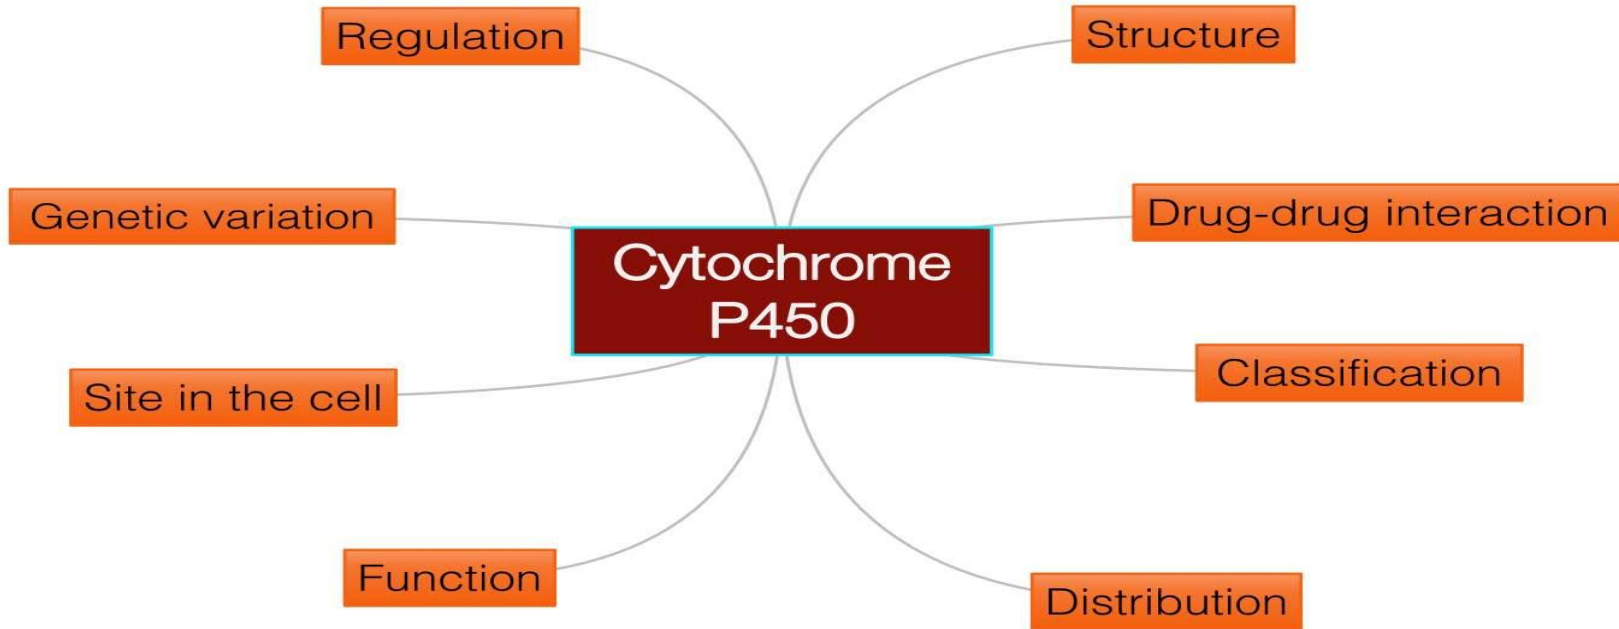 Regulation
Structure
Genetic variation
Drug-drug interaction
Cytochrome
P450
Site in the cell
Classification
Function
Distribution